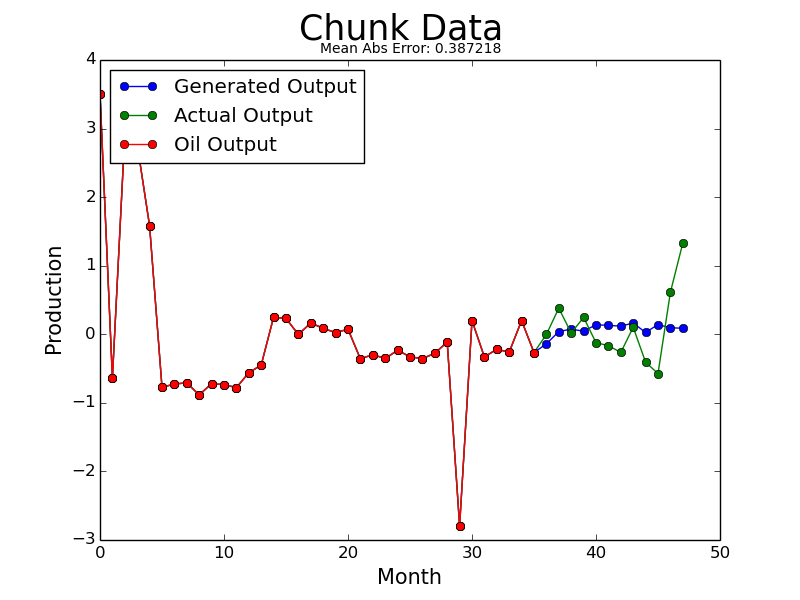 Chunk Data
Mean Abs Error: 0.387218
Generated Output
Actual Output
Oil Output
Production
4
3
2
1
0
−1
−2
−3
0 10 20 30 40 50
Month